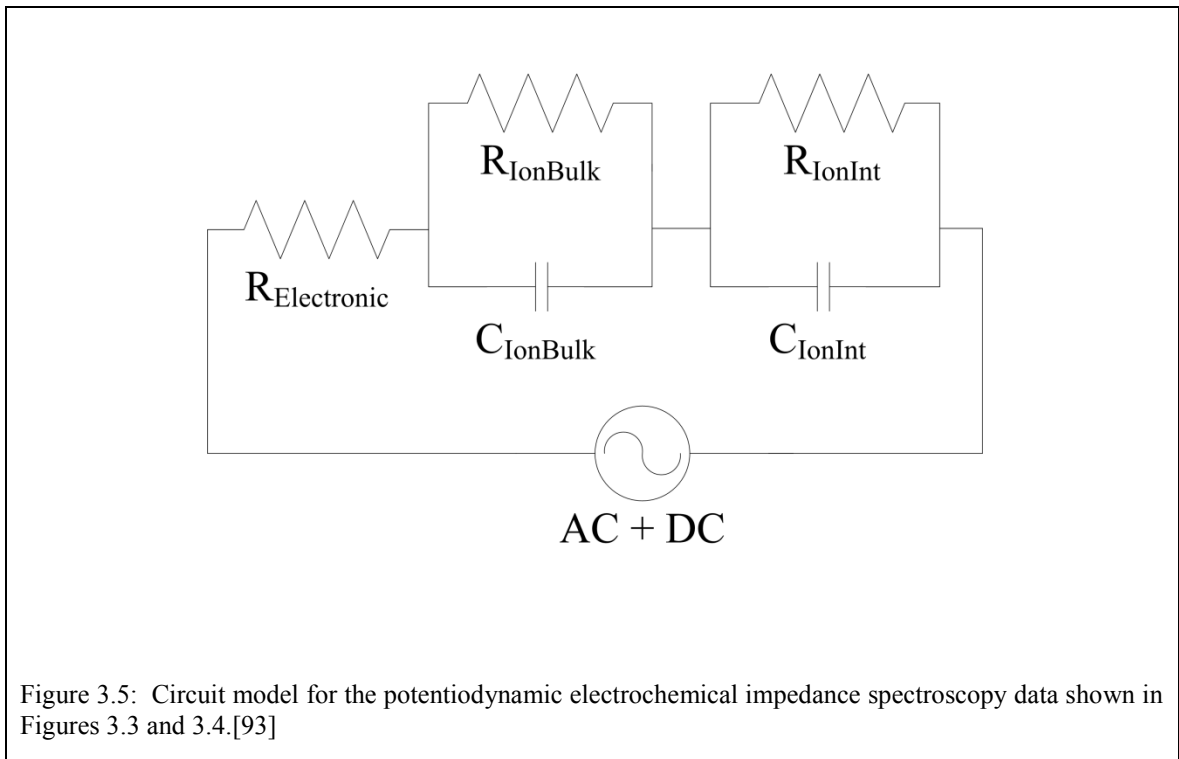 R_IonBulk
R_IonInt
R_Electronic
C_IonBulk
C_IonInt
AC + DC
Figure 3.5: Circuit model for the potentiodynamic electrochemical impedance spectroscopy data shown in
Figures 3.3 and 3.4.[93]